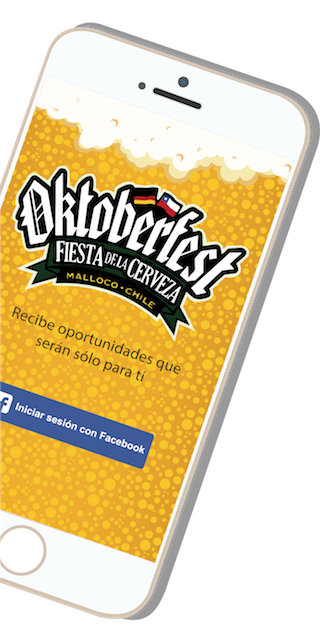 Oktoberfest
FIESTA DE LA CERVEZA
MALLOCO - CHILE
Recibe oportunidades que
serán sólo para tí
f Iniciar sesión con Facebook